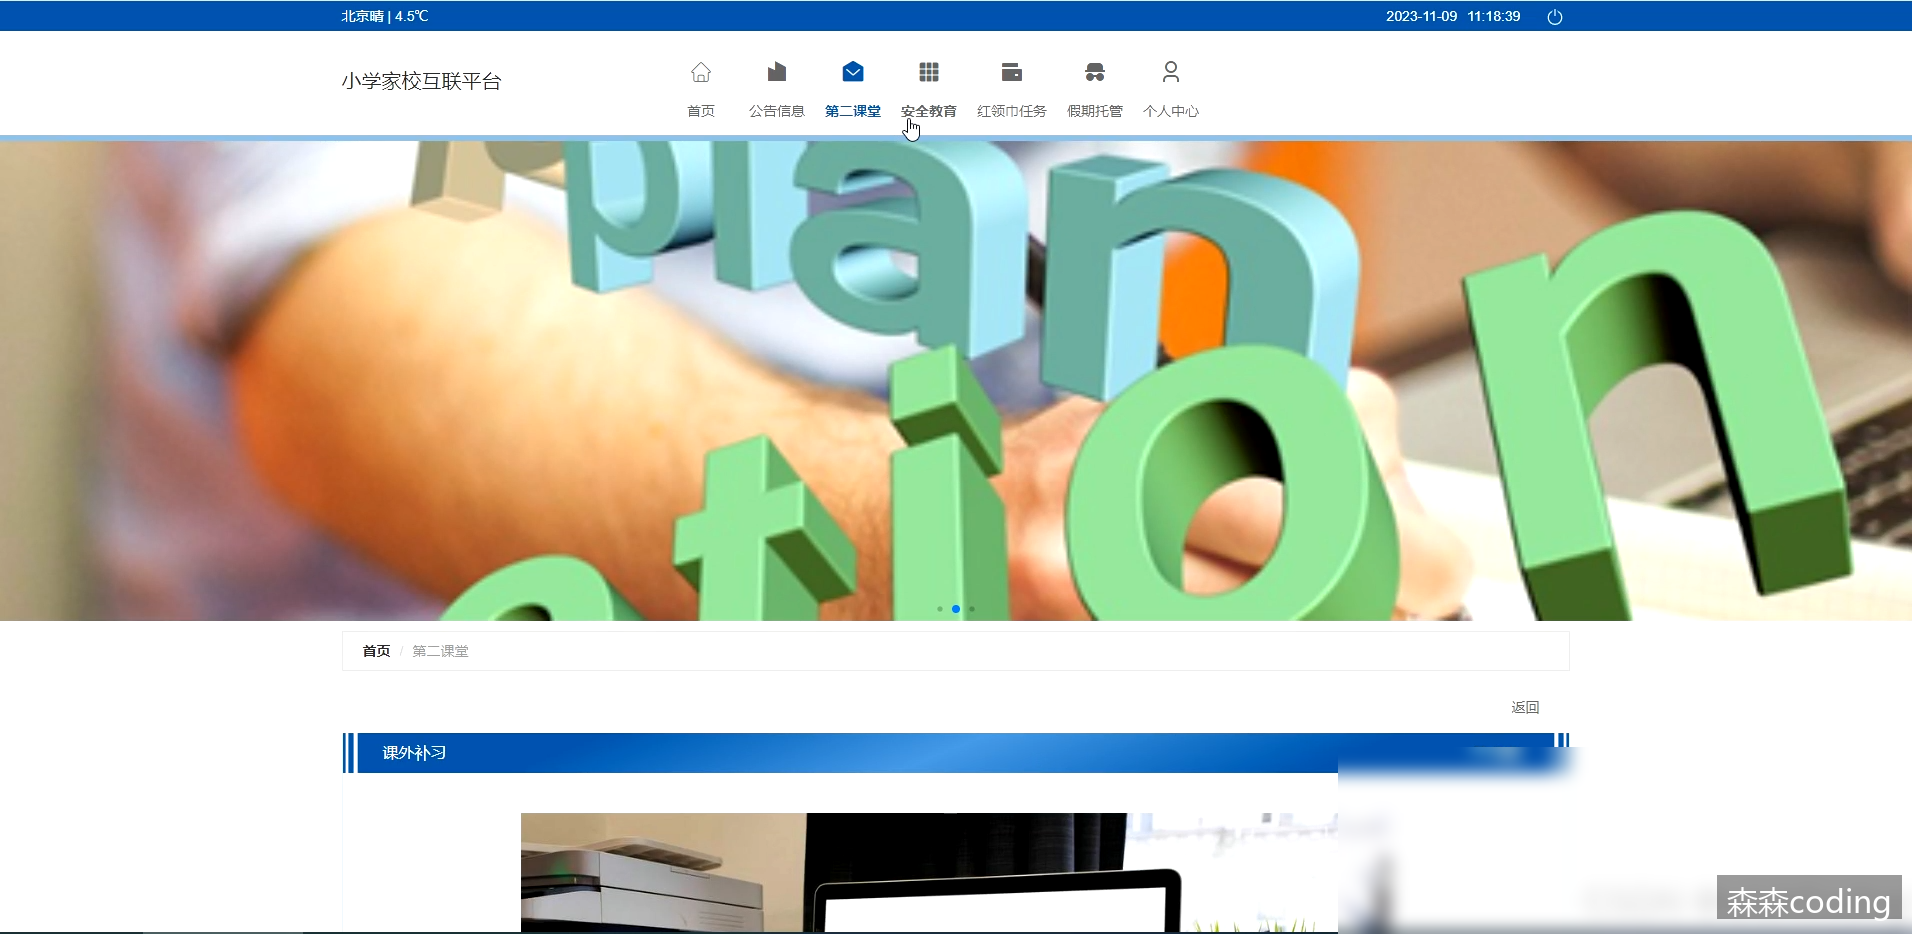 北京晴 | 4.5℃
2023-11-09 11:18:39
小学家校互联平台
首页
公告信息
第二课堂
安全教育
红领巾任务
假期托管
个人中心
plan
tion
n
首页 / 第二课堂
返回
课外补习
森森coding